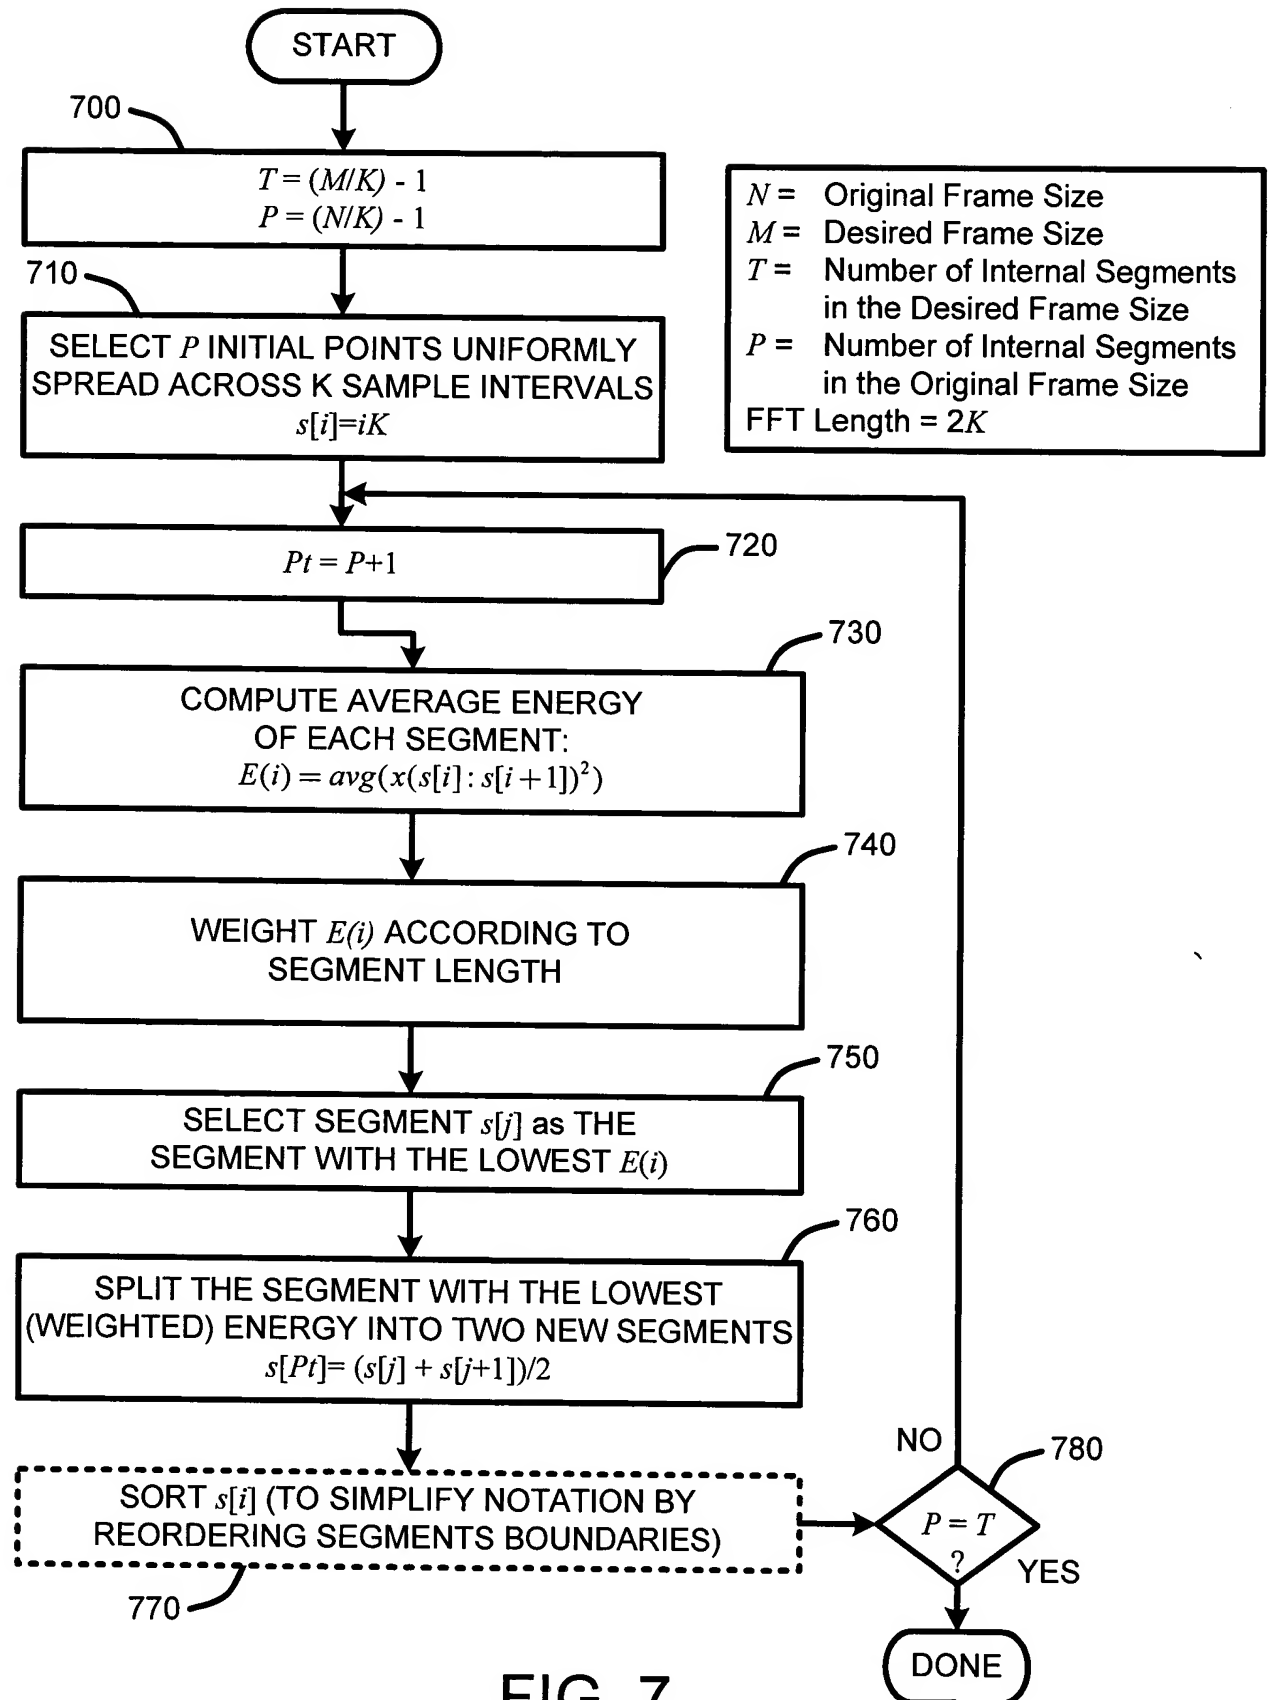 START
700
T = (M/K) - 1
P = (N/K) - 1
N = Original Frame Size
M = Desired Frame Size
T = Number of Internal Segments
in the Desired Frame Size
P = Number of Internal Segments
in the Original Frame Size
FFT Length = 2K
710
SELECT P INITIAL POINTS UNIFORMLY
SPREAD ACROSS K SAMPLE INTERVALS
s[i]=iK
Pt = P+1
720
730
COMPUTE AVERAGE ENERGY
OF EACH SEGMENT:
E(i) = avg(x(s[i]:s[i+1])²)
740
WEIGHT E(i) ACCORDING TO
SEGMENT LENGTH
750
SELECT SEGMENT s[j] as THE
SEGMENT WITH THE LOWEST E(i)
760
SPLIT THE SEGMENT WITH THE LOWEST
(WEIGHTED) ENERGY INTO TWO NEW SEGMENTS
s[Pt]= (s[j] + s[j+1])/2
SORT s[i] (TO SIMPLIFY NOTATION BY
REORDERING SEGMENTS BOUNDARIES)
770
NO
780
P = T
?
YES
DONE
FIG. 7